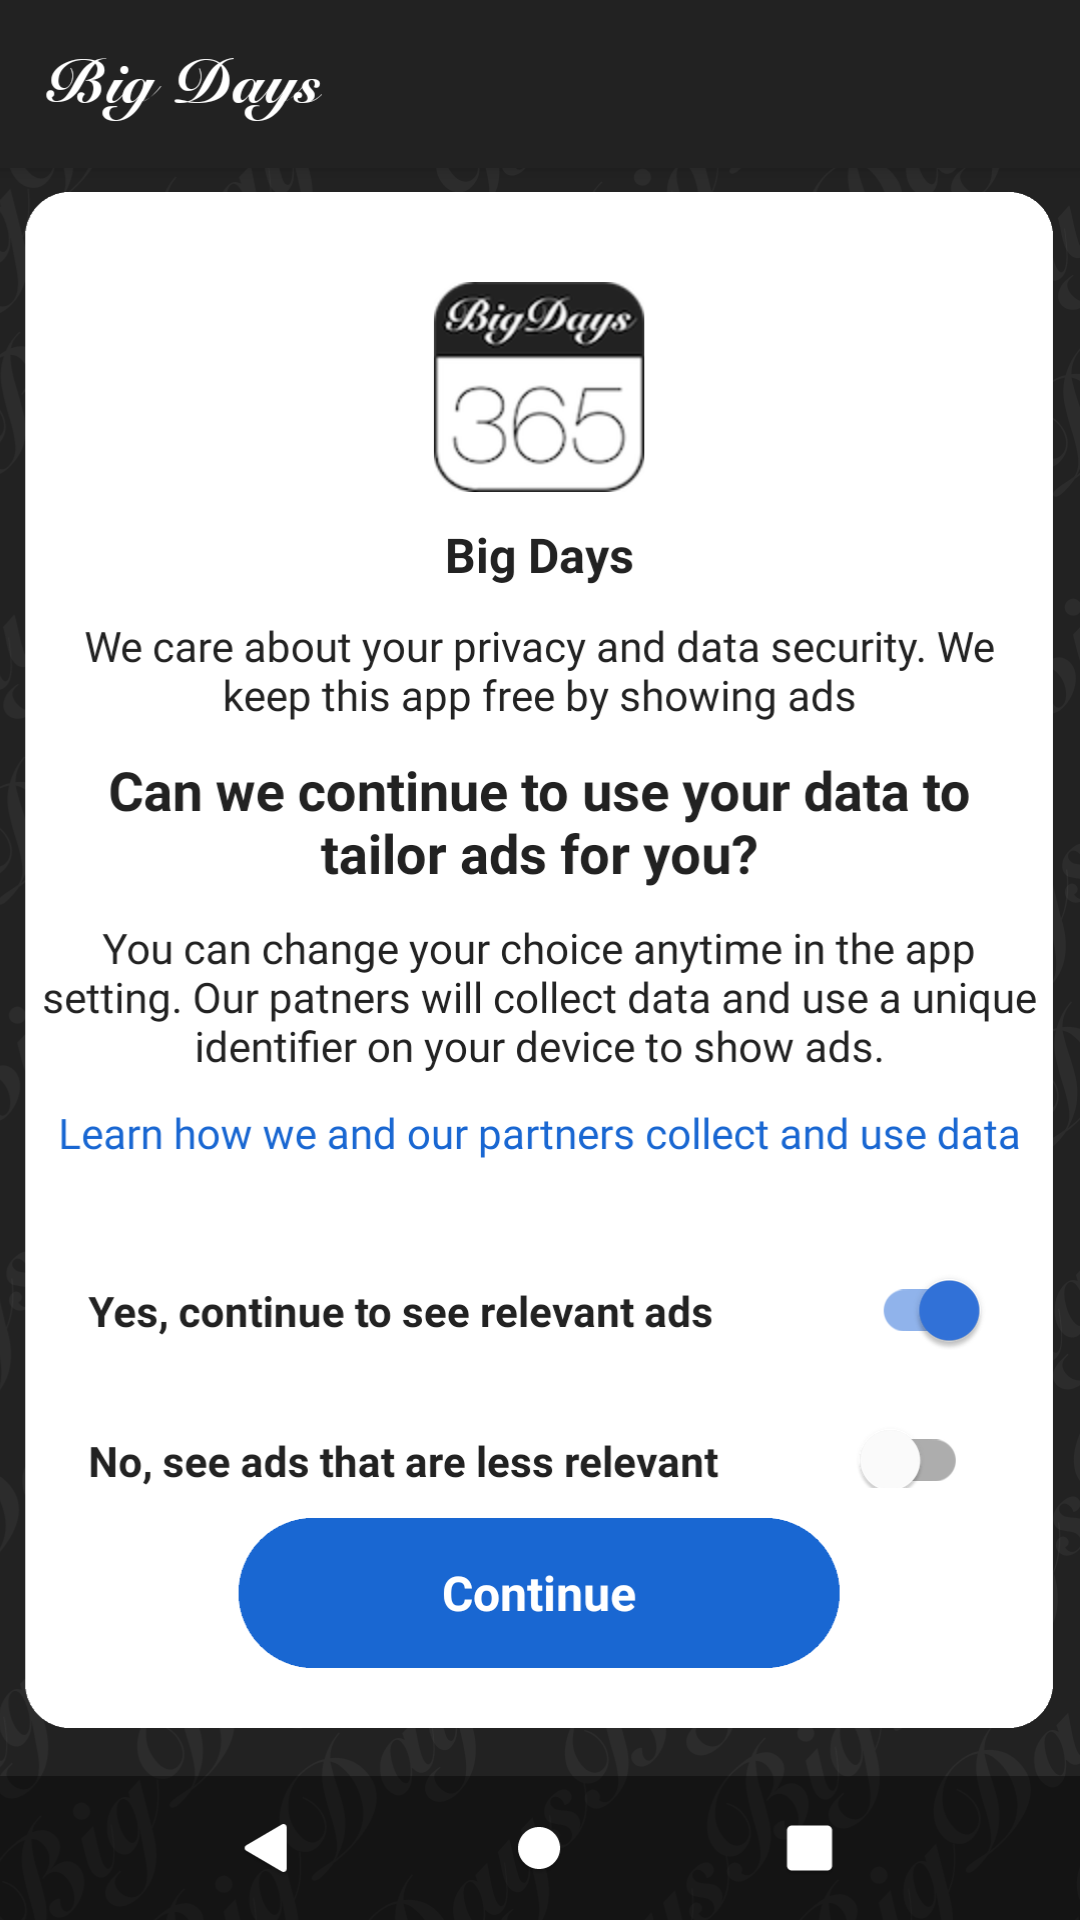 Big Days
BigDays
365
Big Days
We care about your privacy and data security. We
keep this app free by showing ads
Can we continue to use your data to
tailor ads for you?
You can change your choice anytime in the app
setting. Our patners will collect data and use a unique
identifier on your device to show ads.
Learn how we and our partners collect and use data
Yes, continue to see relevant ads
No, see ads that are less relevant
Continue